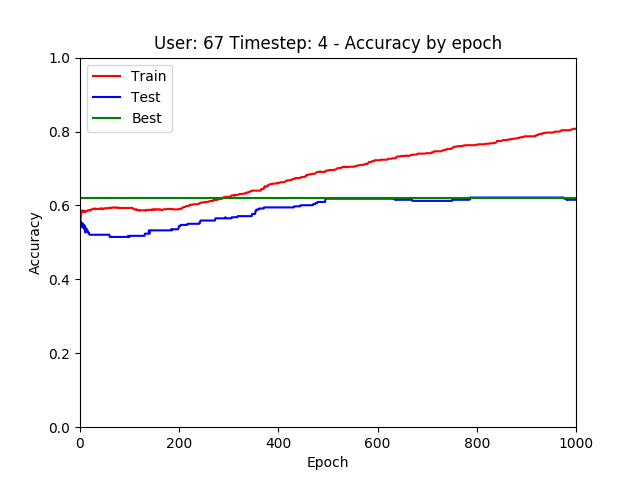 User: 67 Timestep: 4 - Accuracy by epoch
1.0
0.8
0.6
0.4
0.2
0.0
Accuracy
Train
Test
Best
0 200 400 600 800 1000
Epoch